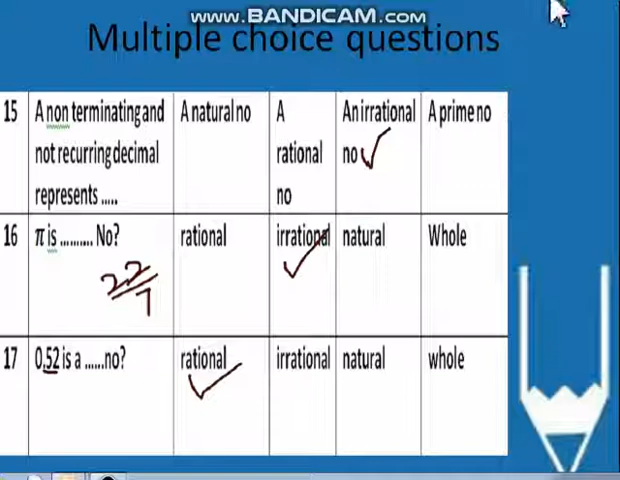 WWW.BANDICAM.COM
Multiple choice questions
15 A non terminating and A natural no A An irrational A prime no
not recurring decimal rational no
represents ..... no
16 π is ......... No? rational irrational natural Whole
22/7
17 0.52 is a ......no? rational irrational natural whole